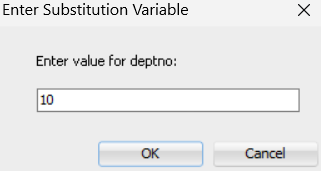 Enter Substitution Variable
Enter value for deptno:
10
OK
Cancel